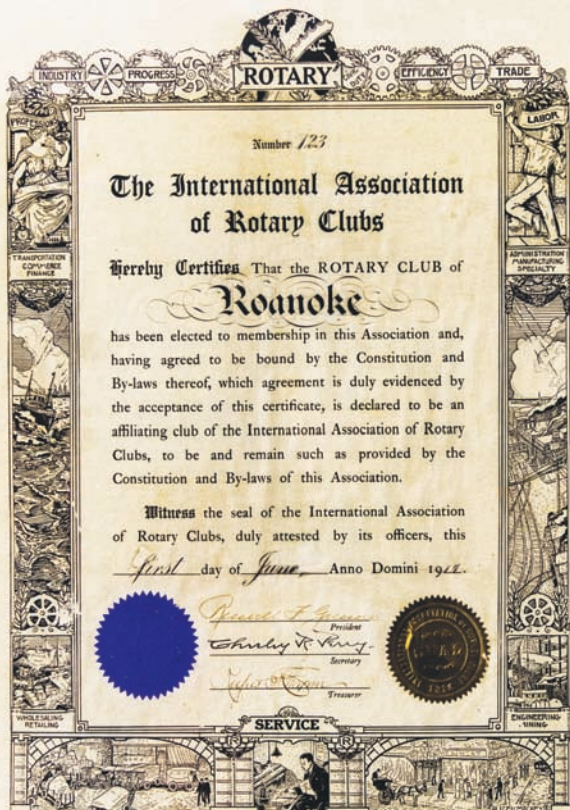 INDUSTRY PROGRESS ROTARY EFFICIENCY TRADE
PROFESSION
LABOR
Number 123
The International Association
of Rotary Clubs
Hereby Certifies That the ROTARY CLUB of
Roanoke
has been elected to membership in this Association and,
having agreed to be bound by the Constitution and
By-laws thereof, which agreement is duly evidenced by
the acceptance of this certificate, is declared to be an
affiliating club of the International Association of Rotary
Clubs, to be and remain such as provided by the
Constitution and By-laws of this Association.
Witness the seal of the International Association
of Rotary Clubs, duly attested by its officers, this
first day of June, Anno Domini 19
President
Secretary
Treasurer
TRANSPORTATION
COMMERCE
FINANCE
ADMINISTRATION
MANUFACTURING
SPECIALTY
WHOLESALING
RETAILING
SERVICE
ENGINEERING
MINING